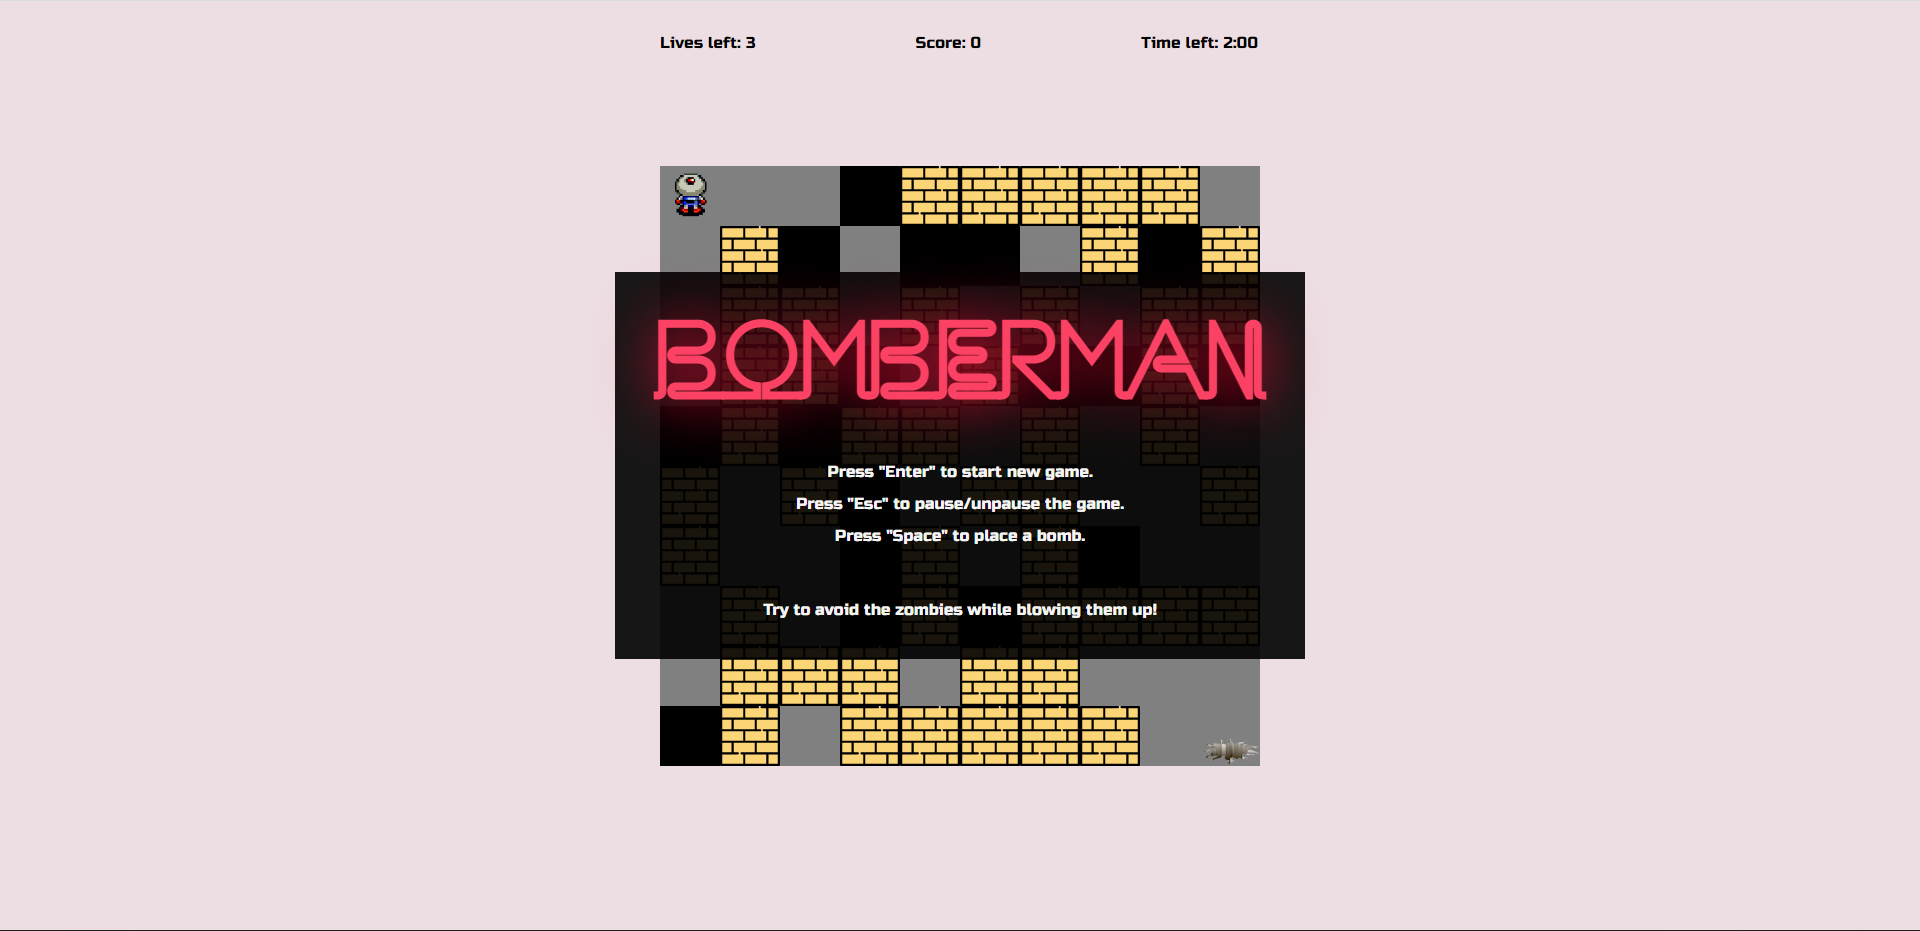 Lives left: 3 Score: 0 Time left: 2:00
BOMBERMAN
Press "Enter" to start new game.
Press "Esc" to pause/unpause the game.
Press "Space" to place a bomb.
Try to avoid the zombies while blowing them up!